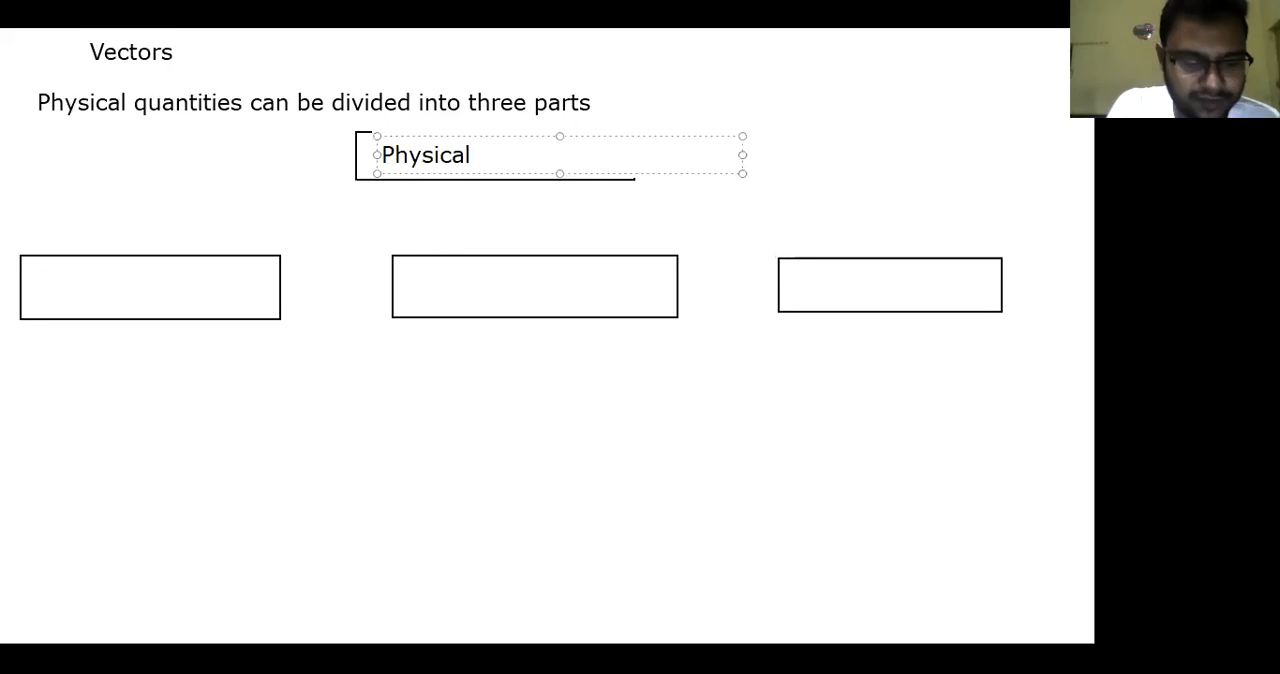 Vectors
Physical quantities can be divided into three parts
Physical